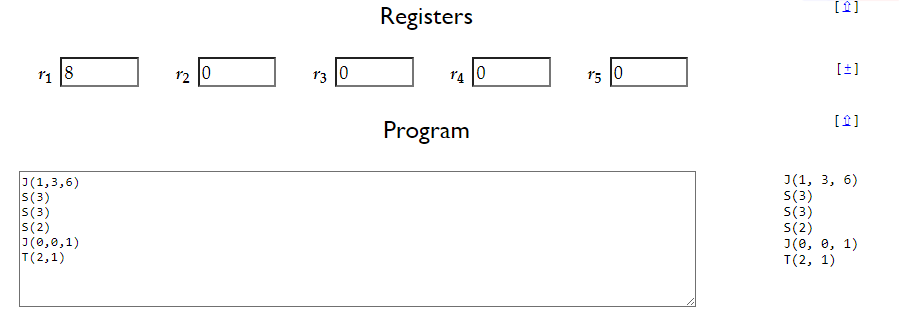 Registers
[⇧]
r1 8 r2 0 r3 0 r4 0 r5 0
[±]
Program
[⇧]
J(1,3,6)
S(3)
S(3)
S(2)
J(0,0,1)
T(2,1)
J(1, 3, 6)
S(3)
S(3)
S(2)
J(0, 0, 1)
T(2, 1)